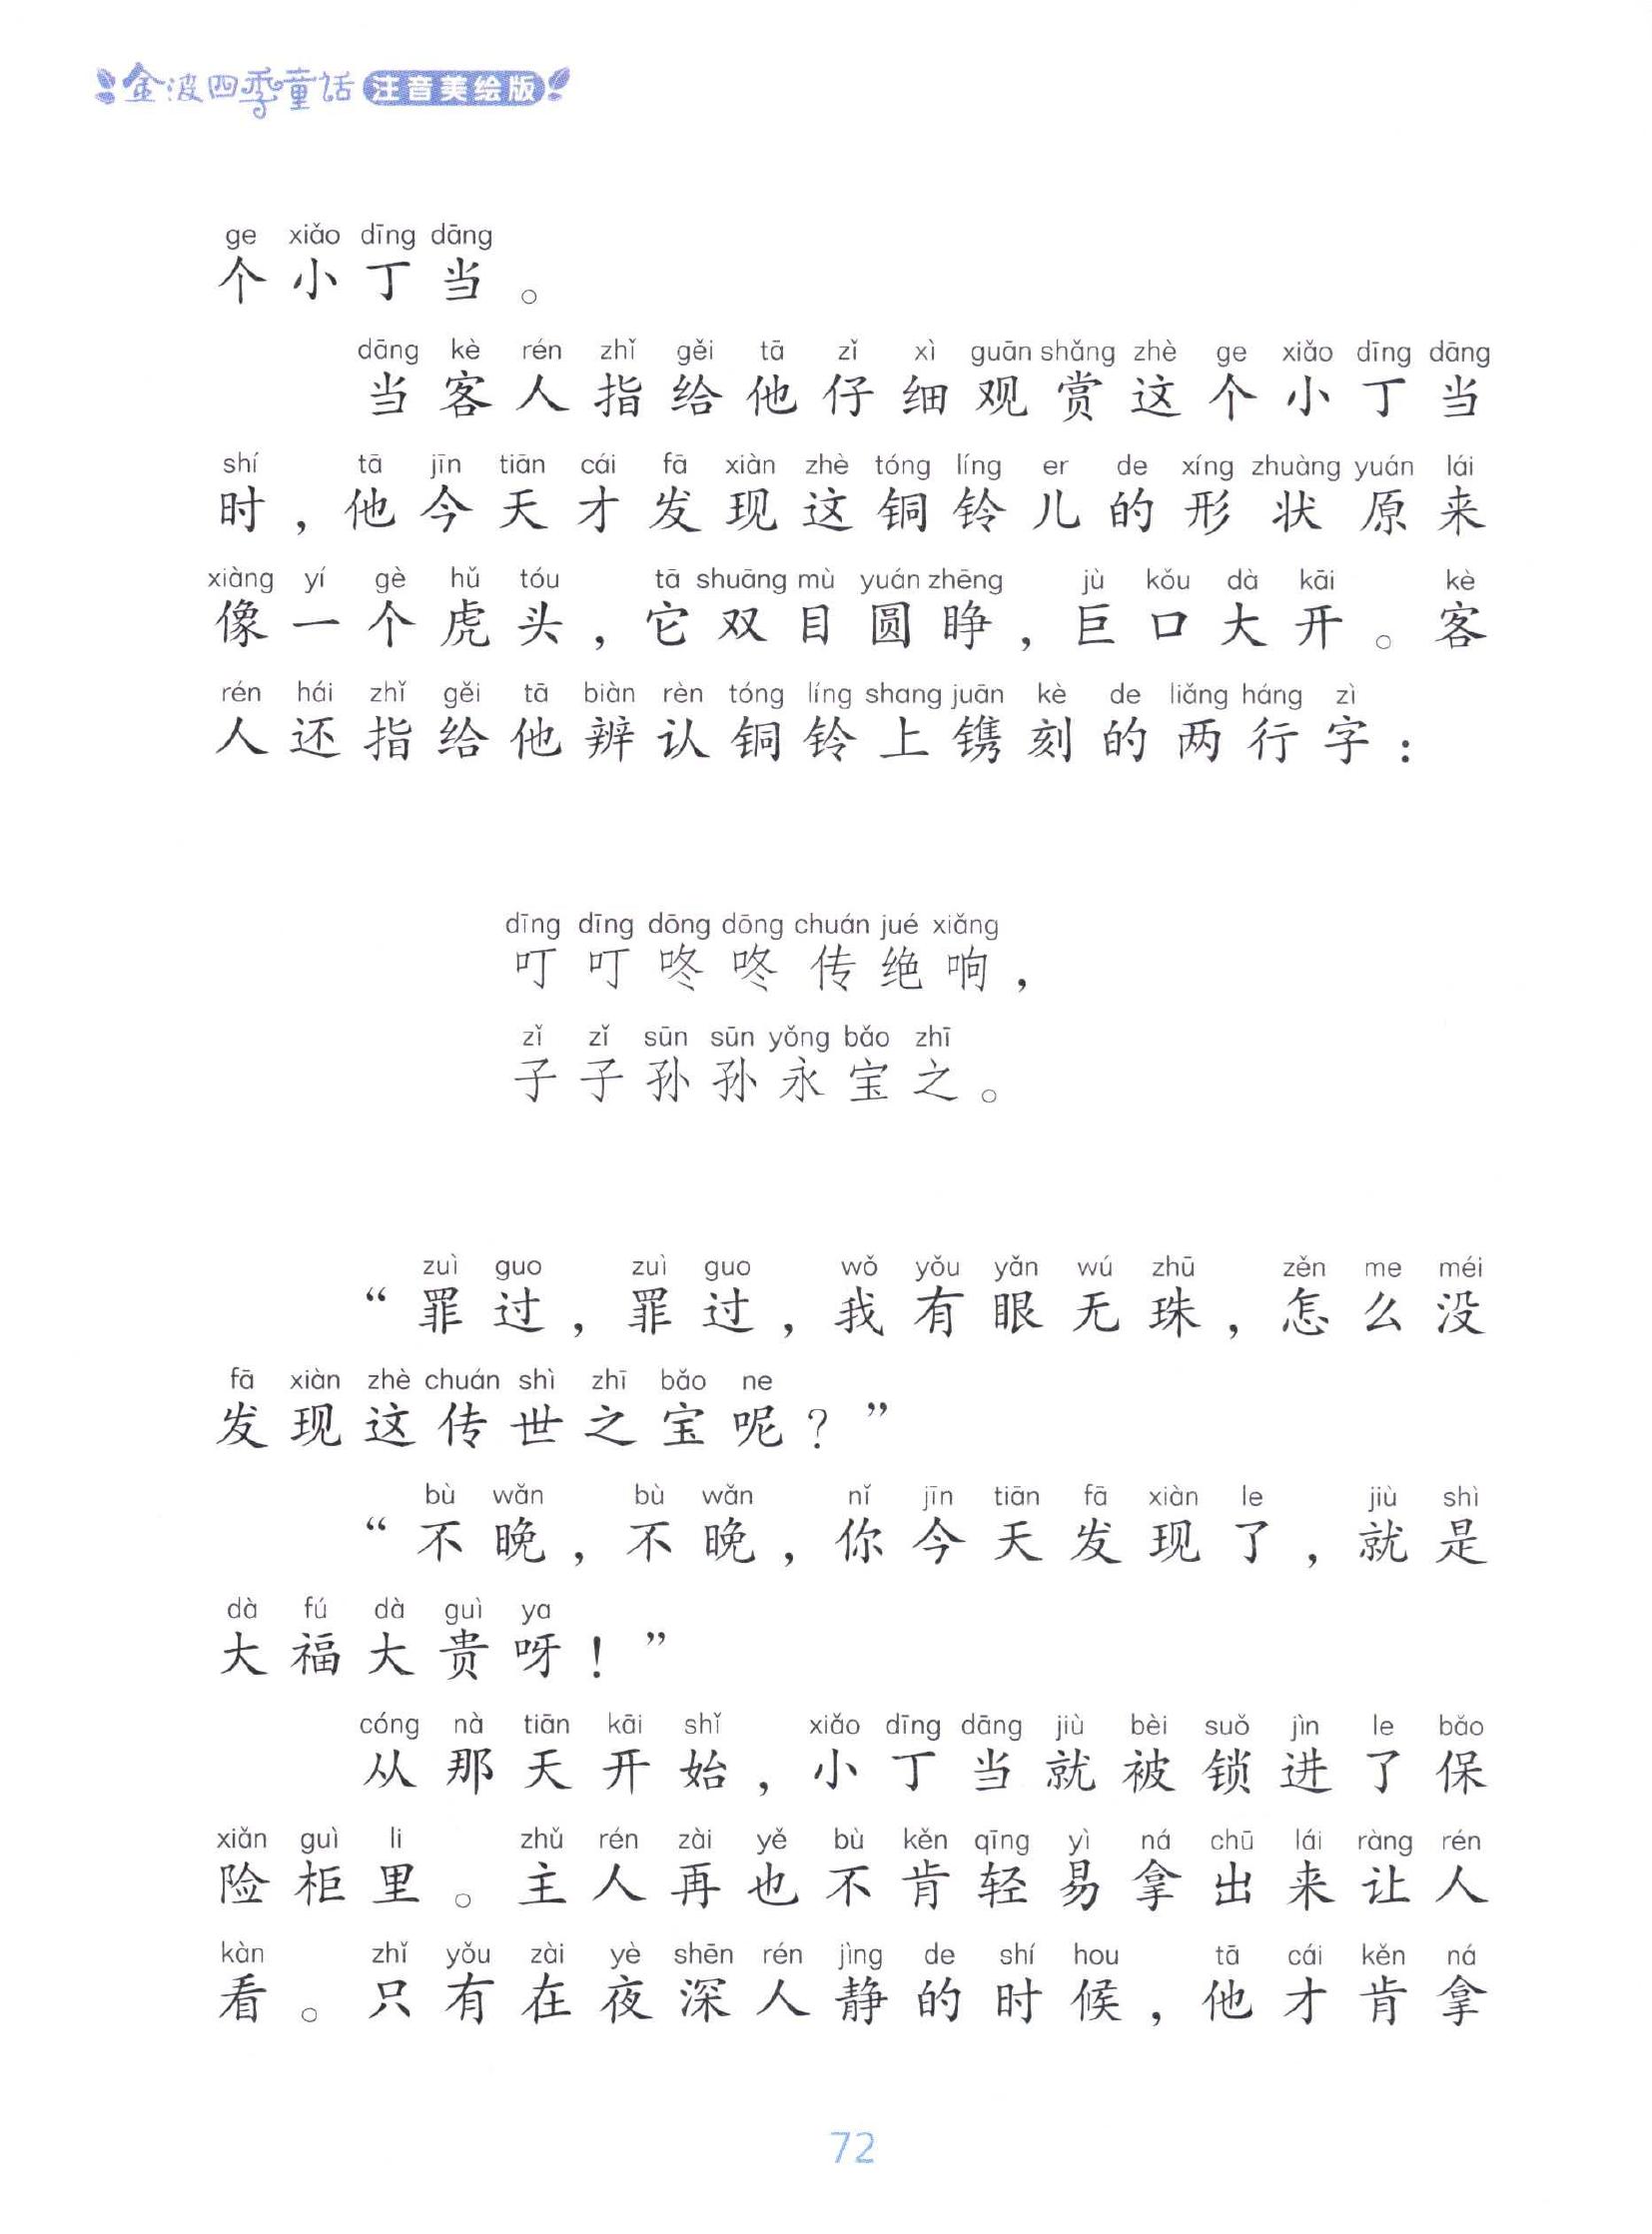 金波四季童话 注音美绘版
ge xiǎo dīng dāng
个小丁当。
dāng kè rén zhǐ gěi tā zǐ xì guān shǎng zhè ge xiǎo dīng dāng
当客人指给他仔细观赏这个小丁当
shí tā jīn tiān cái fā xiàn zhè tóng líng er de xíng zhuàng yuán lái
时，他今天才发现这铜铃儿的形状原来
xiàng yí gè hǔ tóu tā shuāng mù yuán zhēng jù kǒu dà kāi kè
像一个虎头，它双目圆睁，巨口大开。客
rén hái zhǐ gěi tā biàn rèn tóng líng shang juān kè de liǎng háng zì
人还指给他辨认铜铃上镌刻的两行字：
dīng dīng dōng dōng chuán jué xiǎng
叮叮咚咚传绝响，
zǐ zǐ sūn sūn yǒng bǎo zhī
子子孙孙永宝之。
zuì guo zuì guo wǒ yǒu yǎn wú zhū zěn me méi
“罪过，罪过，我有眼无珠，怎么没
fā xiàn zhè chuán shì zhī bǎo ne
发现这传世之宝呢？”
bù wǎn bù wǎn nǐ jīn tiān fā xiàn le jiù shì
“不晚，不晚，你今天发现了，就是
dà fú dà guì ya
大福大贵呀！”
cóng nà tiān kāi shǐ xiǎo dīng dāng jiù bèi suǒ jìn le bǎo
从那天开始，小丁当就被锁进了保
xiǎn guì li zhǔ rén zài yě bù kěn qīng yì ná chū lái ràng rén
险柜里。主人再也不肯轻易拿出来让人
kàn zhǐ yǒu zài yè shēn rén jìng de shí hou tā cái kěn ná
看。只有在夜深人静的时候，他才肯拿
72